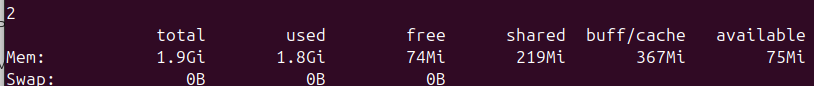 2
total used free shared buff/cache available
Mem: 1.9Gi 1.8Gi 74Mi 219Mi 367Mi 75Mi
Swap: 0B 0B 0B